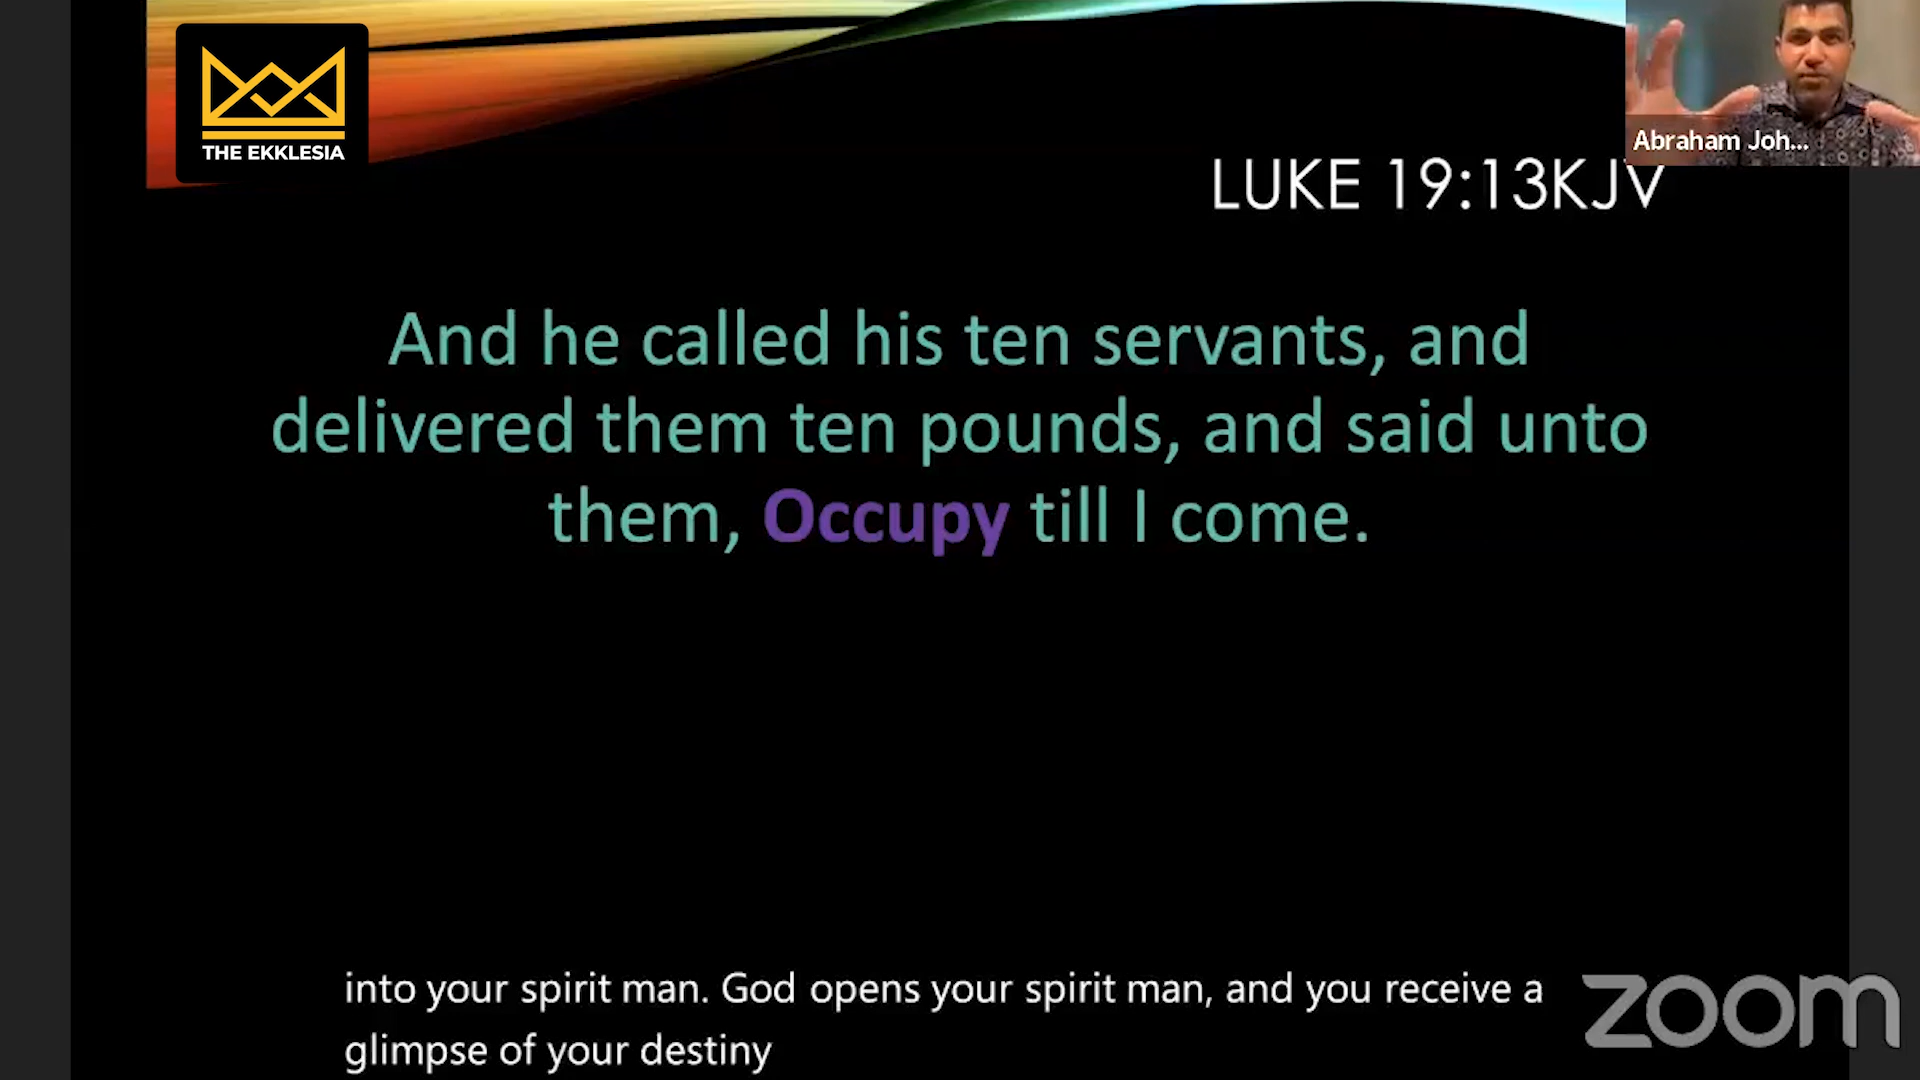 THE EKKLESIA
Abraham Joh...
LUKE 19:13KJV
And he called his ten servants, and
delivered them ten pounds, and said unto
them, Occupy till I come.
into your spirit man. God opens your spirit man, and you receive a
glimpse of your destiny
zoom